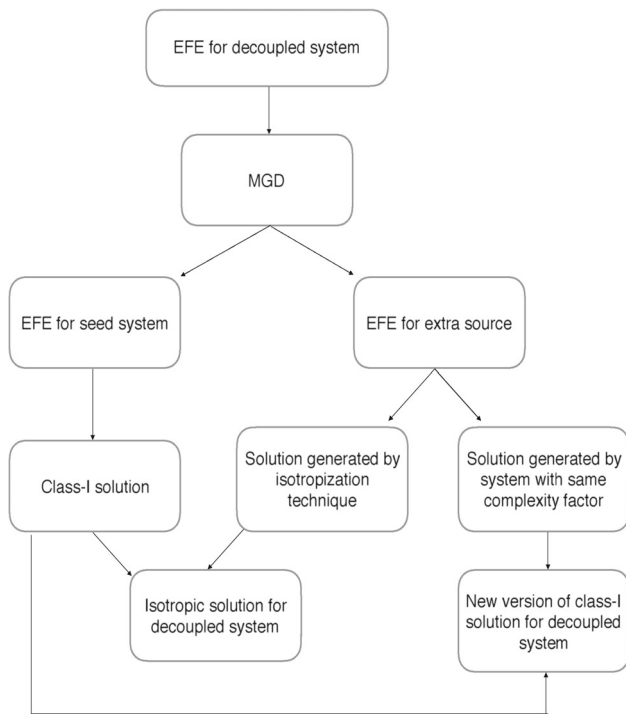 EFE for decoupled system
MGD
EFE for seed system
EFE for extra source
Class-I solution
Solution generated by
isotropization
technique
Solution generated by
system with same
complexity factor
Isotropic solution for
decoupled system
New version of class-I
solution for decoupled
system